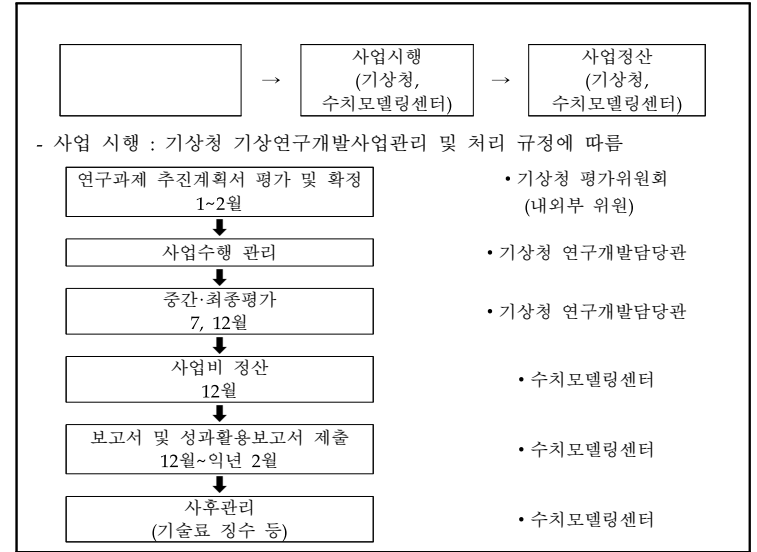 →
사업시행
(기상청,
수치모델링센터)
→
사업정산
(기상청,
수치모델링센터)
- 사업 시행 : 기상청 기상연구개발사업관리 및 처리 규정에 따름
연구과제 추진계획서 평가 및 확정
1~2월
• 기상청 평가위원회
(내외부 위원)
사업수행 관리
• 기상청 연구개발담당관
중간·최종평가
7, 12월
• 기상청 연구개발담당관
사업비 정산
12월
• 수치모델링센터
보고서 및 성과활용보고서 제출
12월~익년 2월
• 수치모델링센터
사후관리
(기술료 징수 등)
• 수치모델링센터